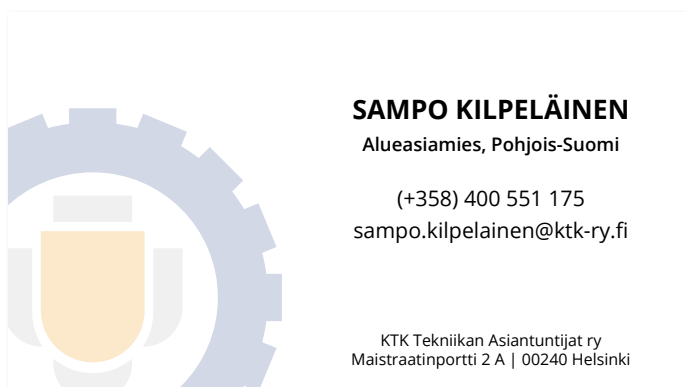 SAMPO KILPELÄINEN
Alueasiamies, Pohjois-Suomi
(+358) 400 551 175
sampo.kilpelainen@ktk-ry.fi
KTK Tekniikan Asiantuntijat ry
Maistraatinportti 2 A | 00240 Helsinki